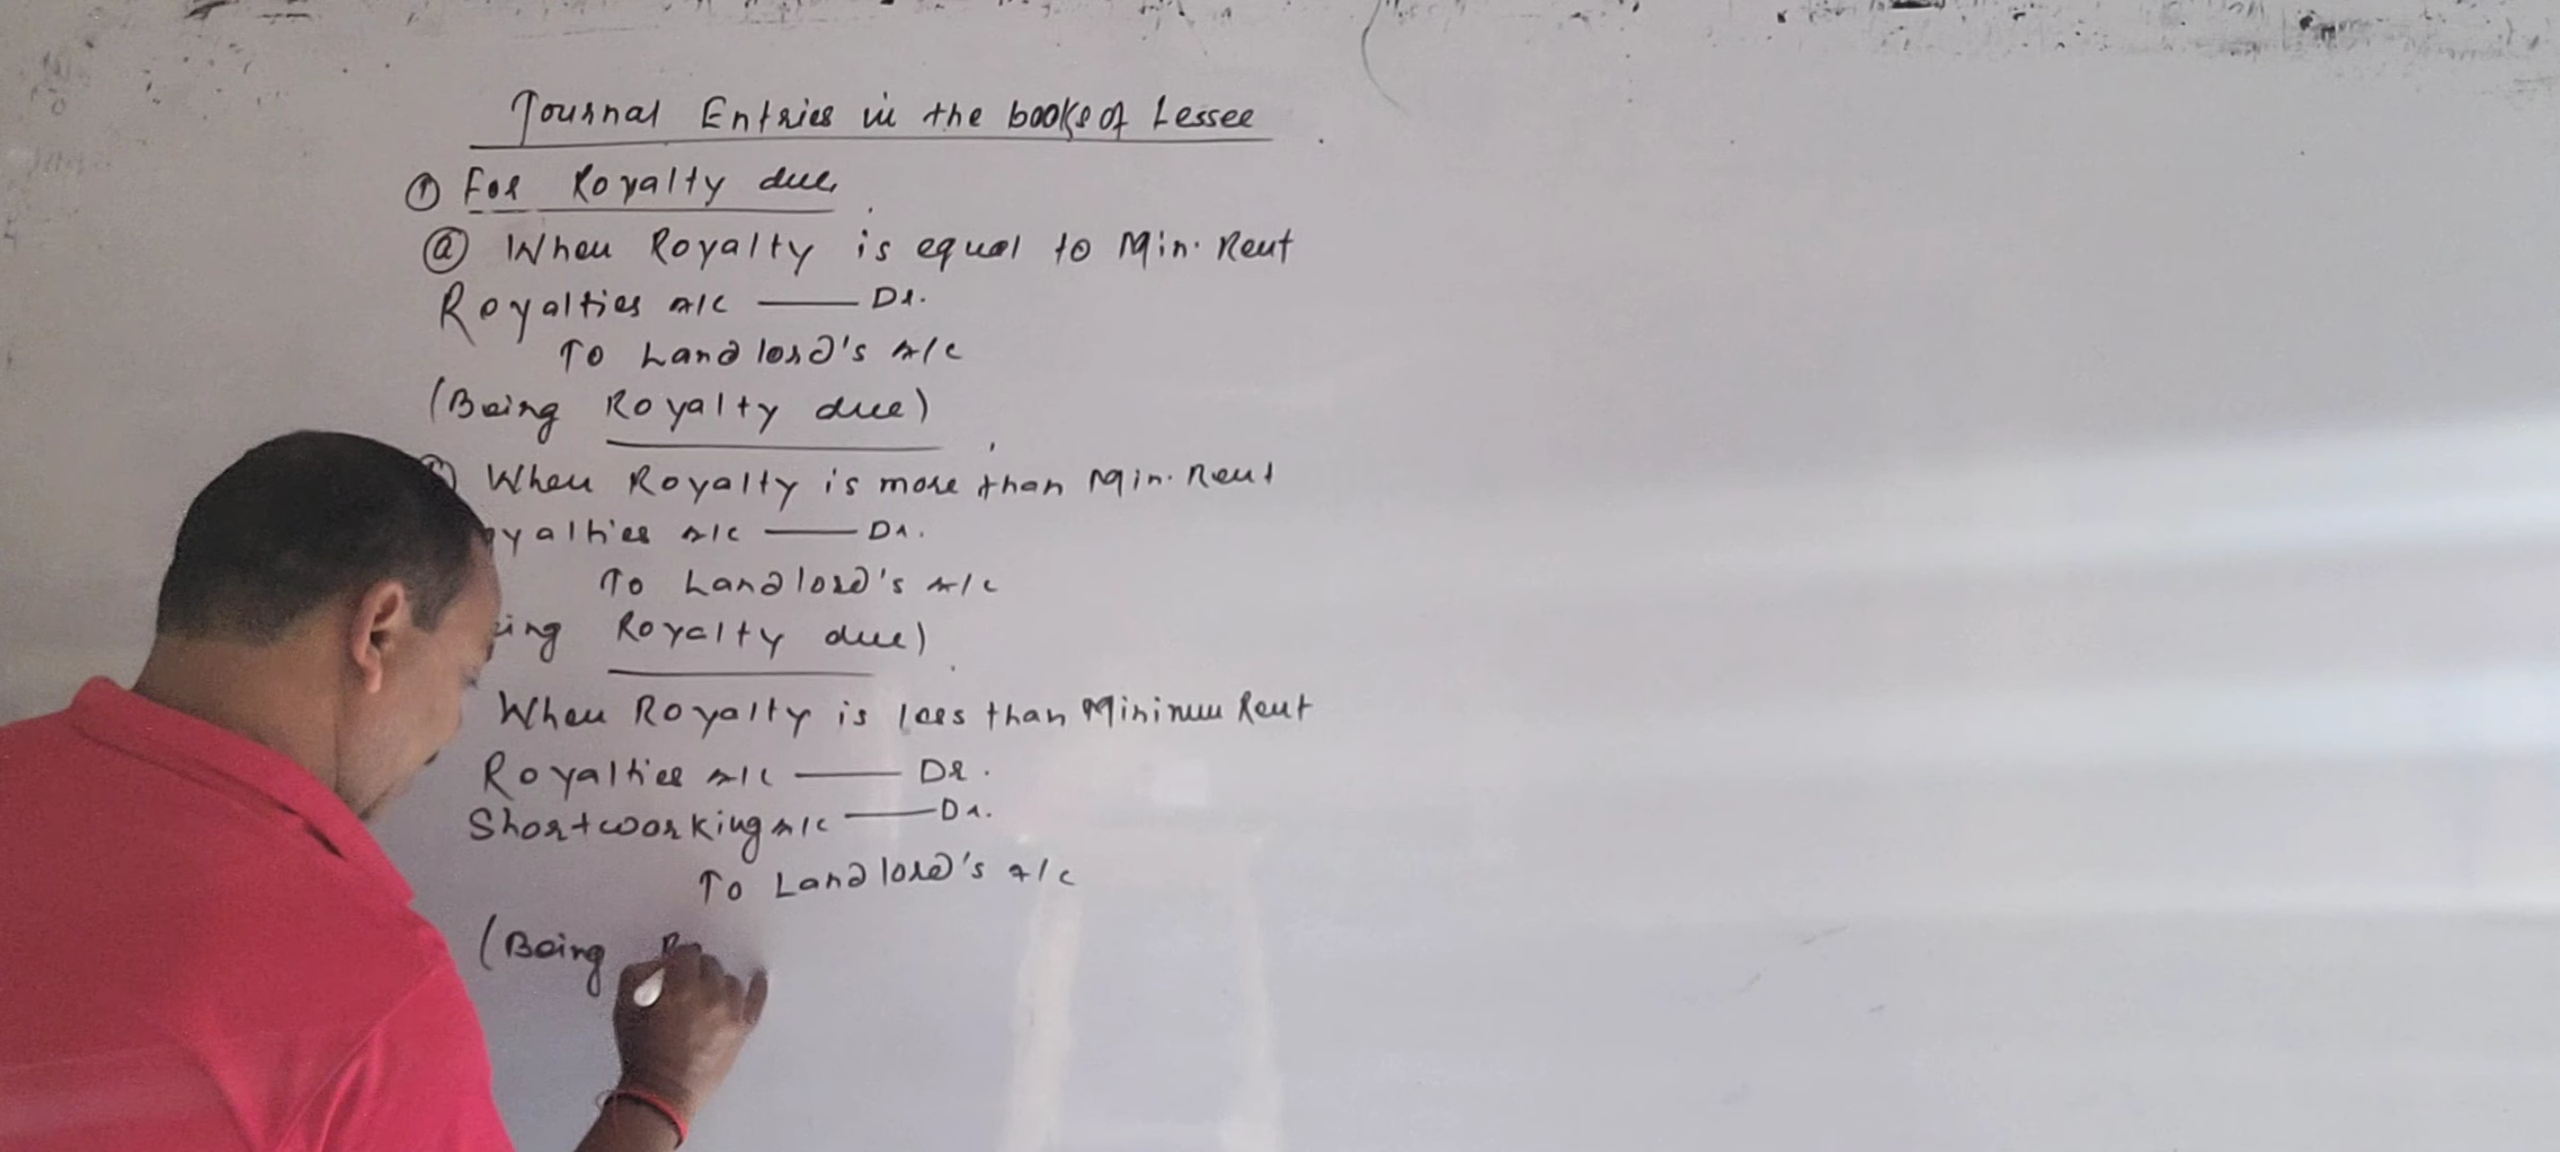 Journal Entries in the books of Lessee
① For Royalty due
ⓐ When Royalty is equal to Min. Rent
Royalties A/c —— Dr.
To Landlord's A/c
(Being Royalty due)
When Royalty is more than Min. Rent
yalties A/c —— Dr.
To Landlord's A/c
ing Royalty due)
When Royalty is less than Minimum Rent
Royalties A/c —— Dr.
Shortworking A/c —— Dr.
To Landlord's A/c
(Being